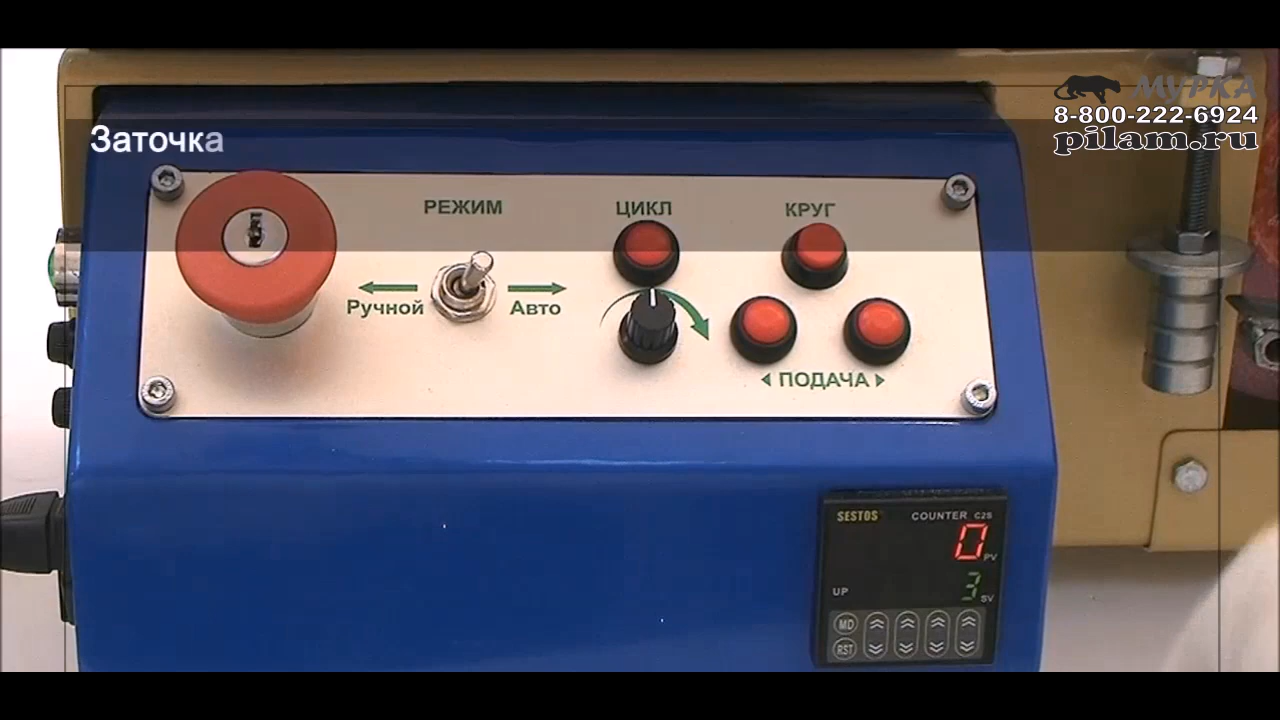 МУРКА
8-800-222-6924
pilam.ru
Заточка
РЕЖИМ
ЦИКЛ
КРУГ
Ручной
Авто
ПОДАЧА
SESTOS
COUNTER C2S
0
PV
3
UP
SV
MD
RST